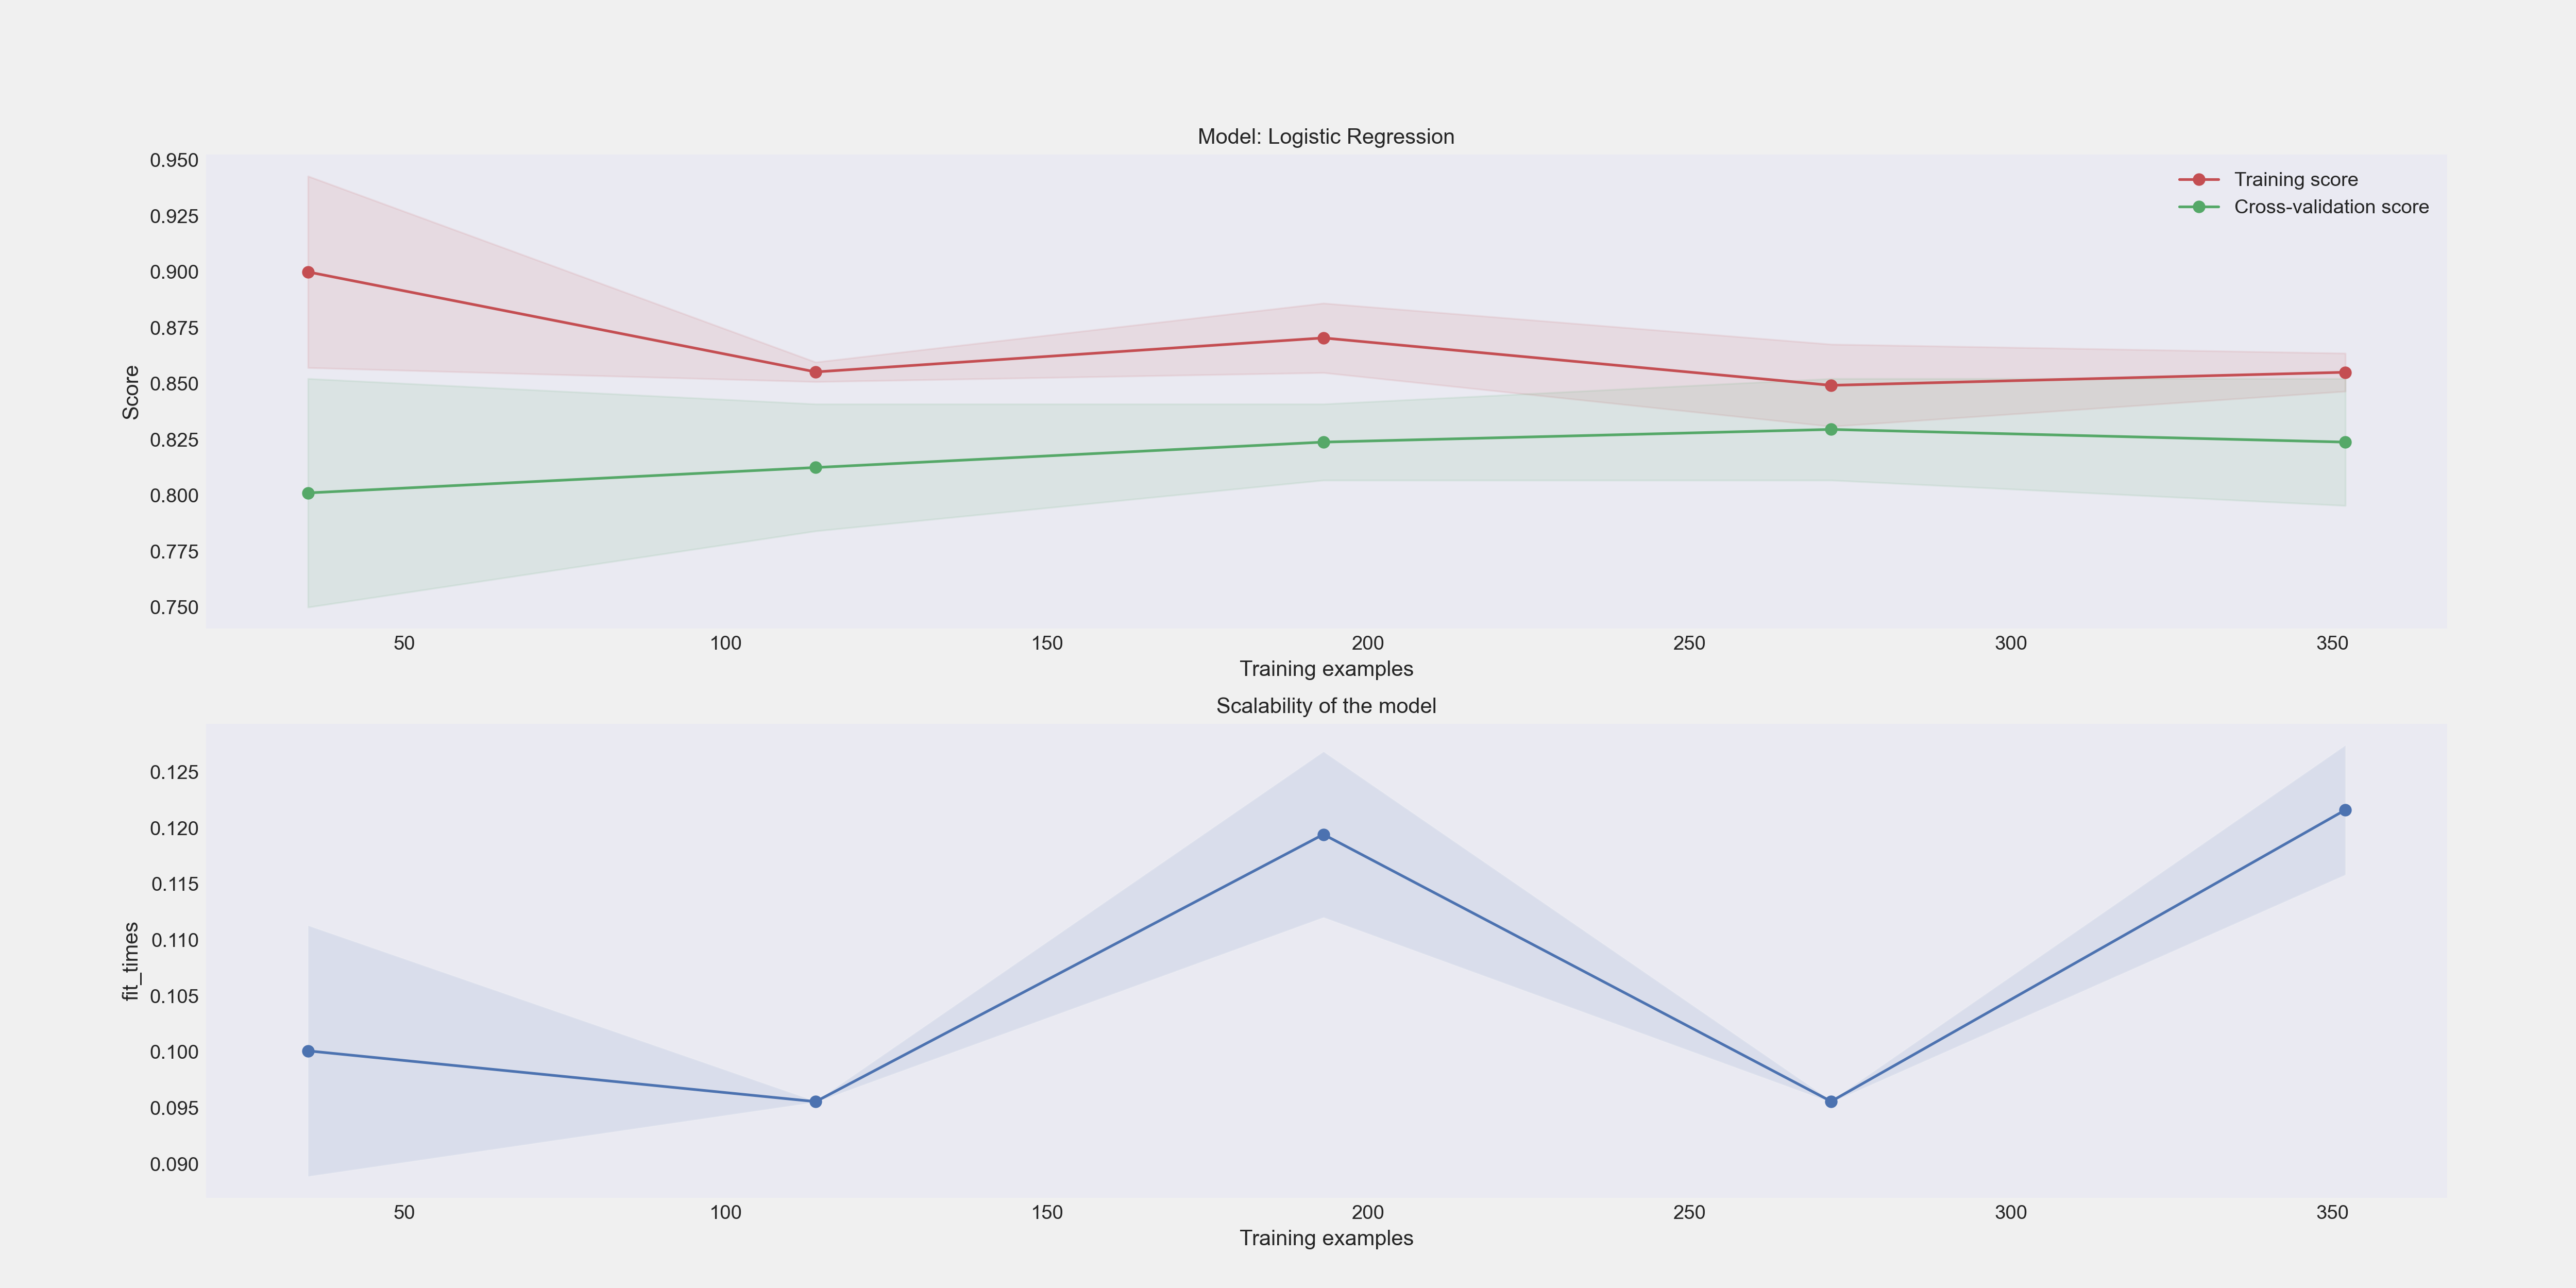 Model: Logistic Regression
0.950
0.925
0.900
0.875
0.850
0.825
0.800
0.775
0.750
Score
Training score
Cross-validation score
50 100 150 200 250 300 350
Training examples
Scalability of the model
0.125
0.120
0.115
0.110
0.105
0.100
0.095
0.090
fit_times
50 100 150 200 250 300 350
Training examples